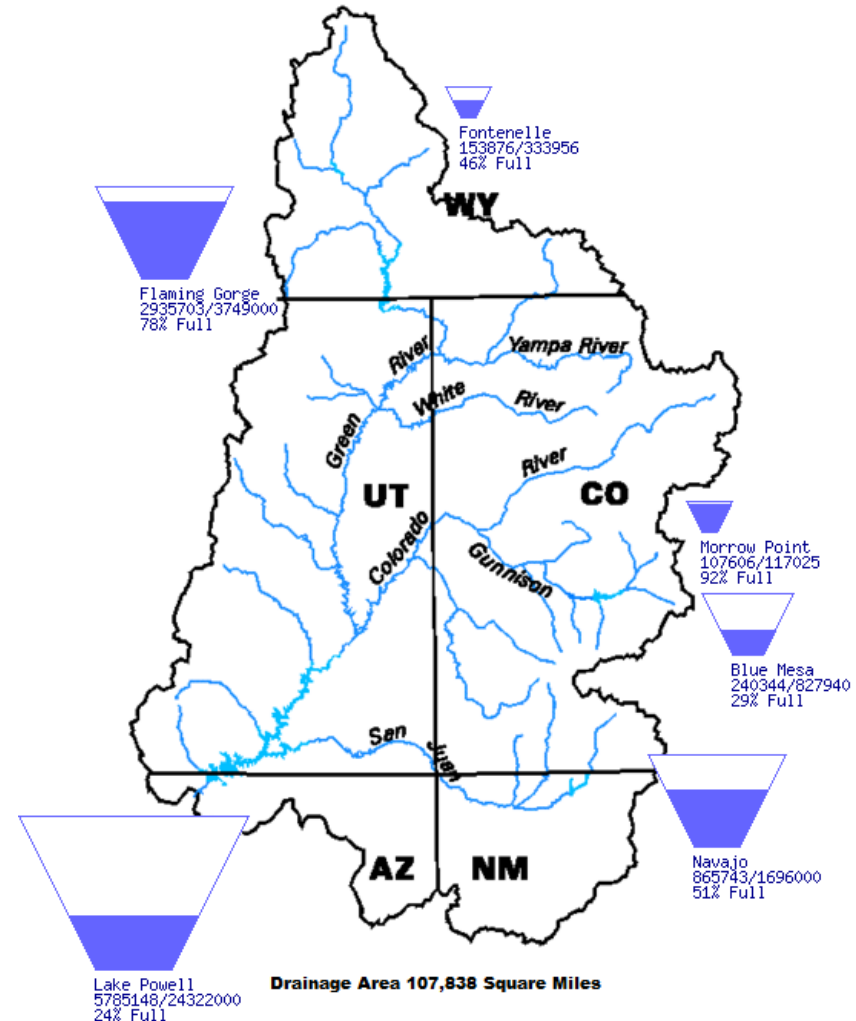 Fontenelle
153876/333956
46% Full
WY
Flaming Gorge
2935703/3749000
78% Full
River
Yampa River
White
River
Green
River
UT
CO
Colorado
Gunnison
Morrow Point
107606/117025
92% Full
Blue Mesa
240344/827940
29% Full
San
Juan
Navajo
865743/1696000
51% Full
AZ
NM
Lake Powell
5785148/24322000
24% Full
Drainage Area 107,838 Square Miles